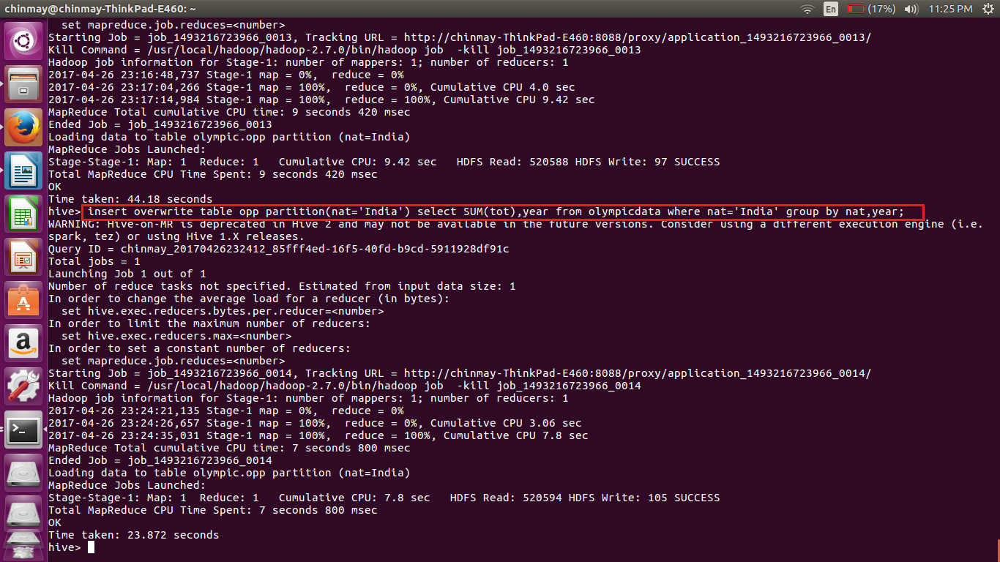 chinmay@chinmay-ThinkPad-E460: ~
En
(17%)
11:25 PM
  set mapreduce.job.reduces=<number>
Starting Job = job_1493216723966_0013, Tracking URL = http://chinmay-ThinkPad-E460:8088/proxy/application_1493216723966_0013/
Kill Command = /usr/local/hadoop/hadoop-2.7.0/bin/hadoop job  -kill job_1493216723966_0013
Hadoop job information for Stage-1: number of mappers: 1; number of reducers: 1
2017-04-26 23:16:48,737 Stage-1 map = 0%,  reduce = 0%
2017-04-26 23:17:04,266 Stage-1 map = 100%,  reduce = 0%, Cumulative CPU 4.0 sec
2017-04-26 23:17:14,984 Stage-1 map = 100%,  reduce = 100%, Cumulative CPU 9.42 sec
MapReduce Total cumulative CPU time: 9 seconds 420 msec
Ended Job = job_1493216723966_0013
Loading data to table olympic.opp partition (nat=India)
MapReduce Jobs Launched:
Stage-Stage-1: Map: 1  Reduce: 1   Cumulative CPU: 9.42 sec   HDFS Read: 520588 HDFS Write: 97 SUCCESS
Total MapReduce CPU Time Spent: 9 seconds 420 msec
OK
Time taken: 44.18 seconds
hive> insert overwrite table opp partition(nat='India') select SUM(tot),year from olympicdata where nat='India' group by nat,year;
WARNING: Hive-on-MR is deprecated in Hive 2 and may not be available in the future versions. Consider using a different execution engine (i.e.
spark, tez) or using Hive 1.X releases.
Query ID = chinmay_20170426232412_85fff4ed-16f5-40fd-b9cd-5911928df91c
Total jobs = 1
Launching Job 1 out of 1
Number of reduce tasks not specified. Estimated from input data size: 1
In order to change the average load for a reducer (in bytes):
  set hive.exec.reducers.bytes.per.reducer=<number>
In order to limit the maximum number of reducers:
  set hive.exec.reducers.max=<number>
In order to set a constant number of reducers:
  set mapreduce.job.reduces=<number>
Starting Job = job_1493216723966_0014, Tracking URL = http://chinmay-ThinkPad-E460:8088/proxy/application_1493216723966_0014/
Kill Command = /usr/local/hadoop/hadoop-2.7.0/bin/hadoop job  -kill job_1493216723966_0014
Hadoop job information for Stage-1: number of mappers: 1; number of reducers: 1
2017-04-26 23:24:21,135 Stage-1 map = 0%,  reduce = 0%
2017-04-26 23:24:26,657 Stage-1 map = 100%,  reduce = 0%, Cumulative CPU 3.06 sec
2017-04-26 23:24:35,031 Stage-1 map = 100%,  reduce = 100%, Cumulative CPU 7.8 sec
MapReduce Total cumulative CPU time: 7 seconds 800 msec
Ended Job = job_1493216723966_0014
Loading data to table olympic.opp partition (nat=India)
MapReduce Jobs Launched:
Stage-Stage-1: Map: 1  Reduce: 1   Cumulative CPU: 7.8 sec   HDFS Read: 520594 HDFS Write: 105 SUCCESS
Total MapReduce CPU Time Spent: 7 seconds 800 msec
OK
Time taken: 23.872 seconds
hive>